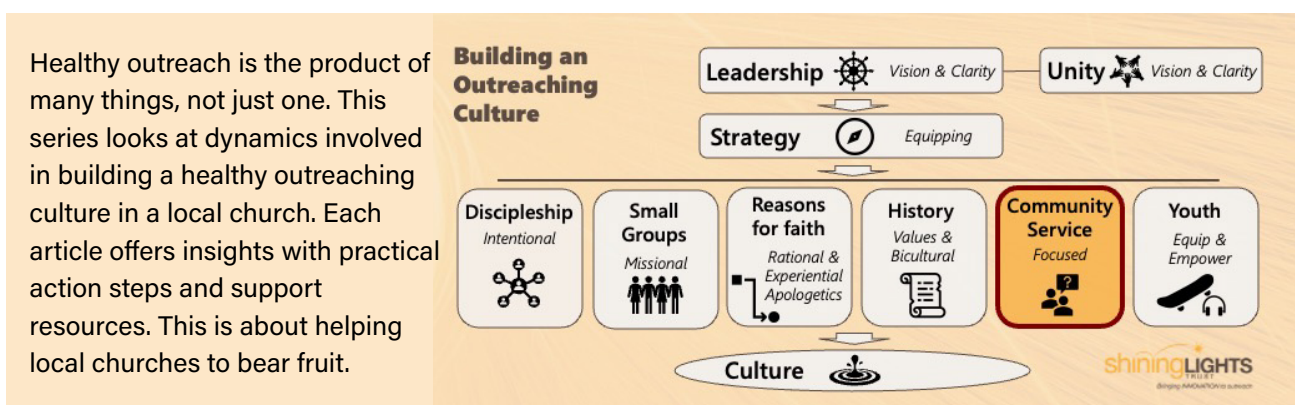 Healthy outreach is the product of
many things, not just one. This
series looks at dynamics involved
in building a healthy outreaching
culture in a local church. Each
article offers insights with practical
action steps and support
resources. This is about helping
local churches to bear fruit.
Building an
Outreaching
Culture
Leadership Vision & Clarity
Unity Vision & Clarity
Strategy Equipping
Discipleship
Intentional
Small
Groups
Missional
Reasons
for faith
Rational &
Experiential
Apologetics
History
Values &
Bicultural
Community
Service
Focused
?
Youth
Equip &
Empower
Culture
shiningLIGHTS
TRUST
Bringing INNOVATION to outreach